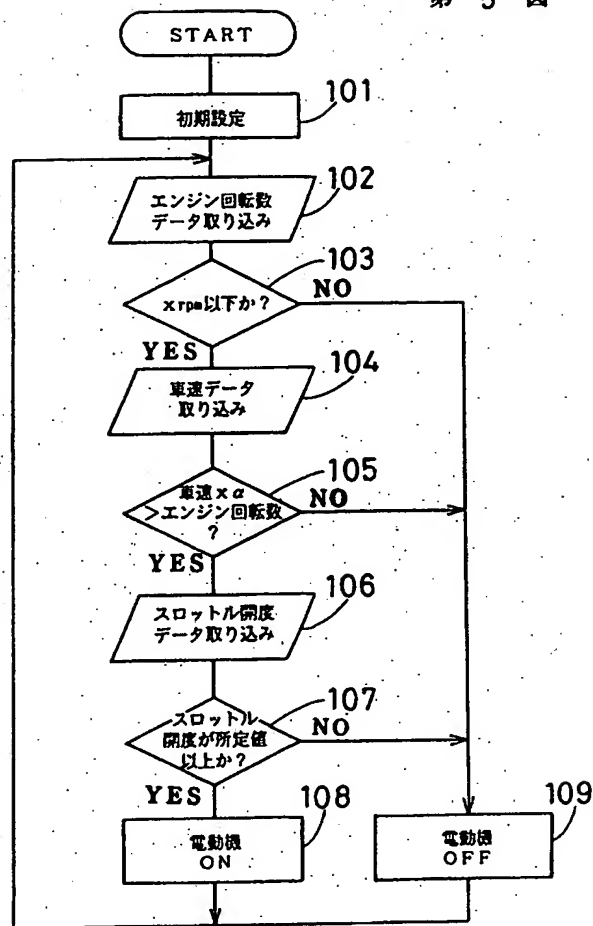 第 5 図
START
101
初期設定
102
エンジン回転数
データ取り込み
103
xrpm以下か?
NO
YES
104
車速データ
取り込み
105
車速xα
>エンジン回転数
?
NO
YES
106
スロットル開度
データ取り込み
107
スロットル
開度が所定値
以上か?
NO
YES
108
電動機
ON
109
電動機
OFF